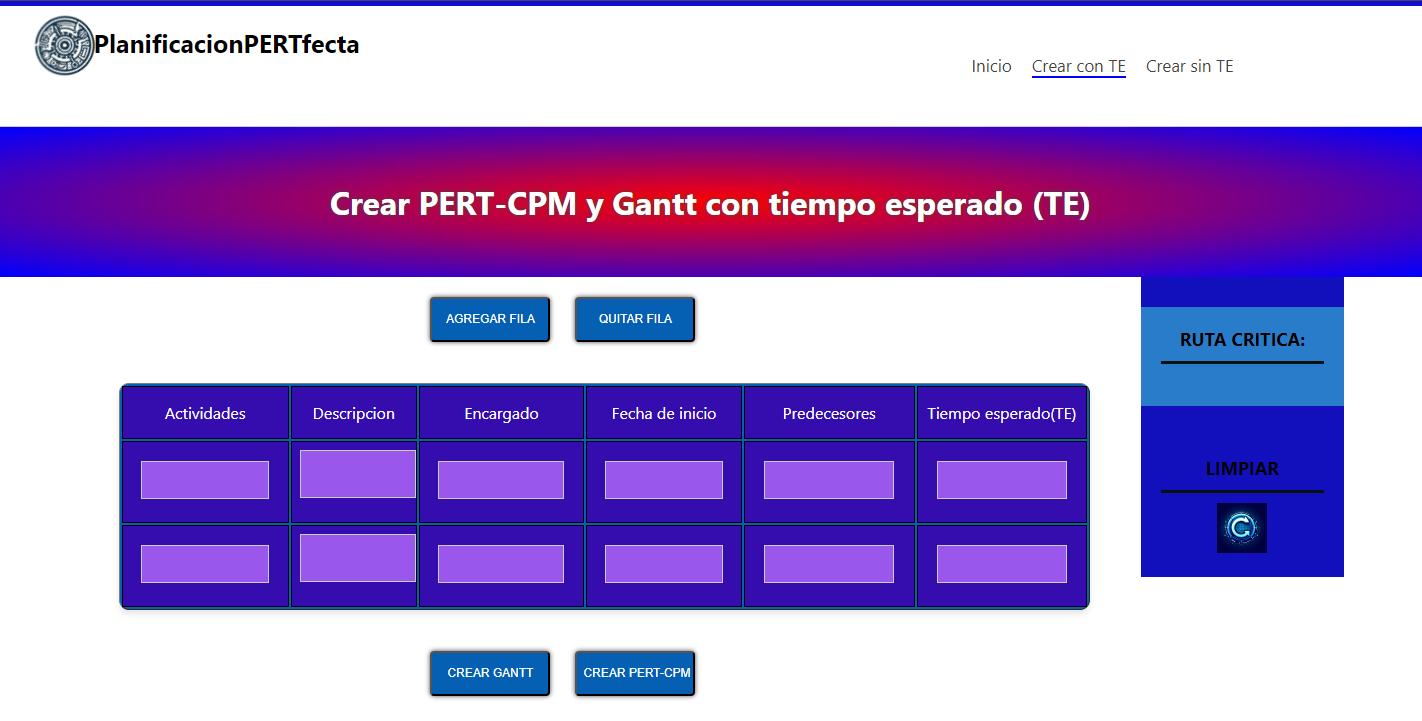 PlanificacionPERTfecta
Inicio Crear con TE Crear sin TE
Crear PERT-CPM y Gantt con tiempo esperado (TE)
AGREGAR FILA QUITAR FILA
RUTA CRITICA:
Actividades Descripcion Encargado Fecha de inicio Predecesores Tiempo esperado(TE)
LIMPIAR
CREAR GANTT CREAR PERT-CPM